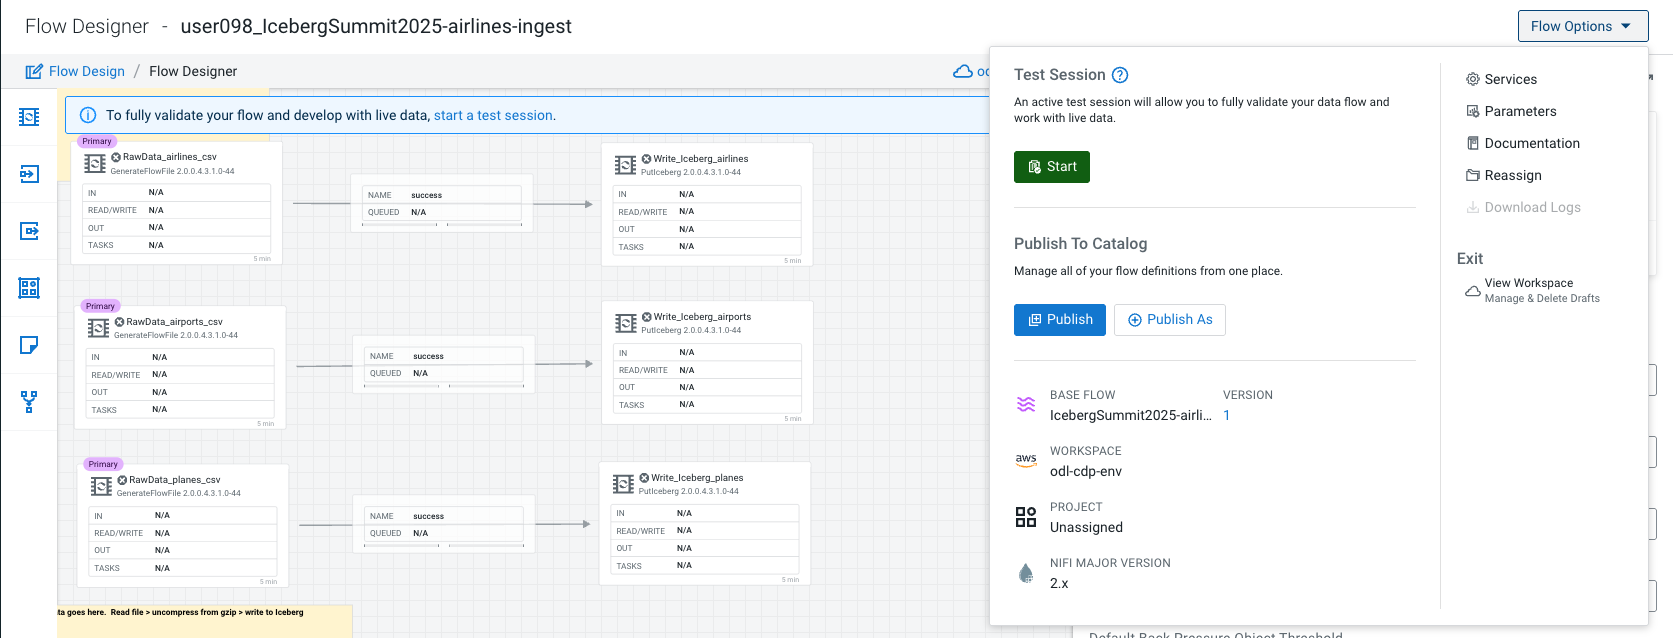 Flow Designer - user098_IcebergSummit2025-airlines-ingest
Flow Options
Flow Design / Flow Designer
To fully validate your flow and develop with live data, start a test session.
Primary
RawData_airlines_csv
GenerateFlowFile 2.0.0.4.3.1.0-44
IN N/A
READ/WRITE N/A
OUT N/A
TASKS N/A
5 min
NAME success
QUEUED N/A
Write_Iceberg_airlines
PutIceberg 2.0.0.4.3.1.0-44
IN N/A
READ/WRITE N/A
OUT N/A
TASKS N/A
5 min
Primary
RawData_airports_csv
GenerateFlowFile 2.0.0.4.3.1.0-44
IN N/A
READ/WRITE N/A
OUT N/A
TASKS N/A
5 min
NAME success
QUEUED N/A
Write_Iceberg_airports
PutIceberg 2.0.0.4.3.1.0-44
IN N/A
READ/WRITE N/A
OUT N/A
TASKS N/A
5 min
Primary
RawData_planes_csv
GenerateFlowFile 2.0.0.4.3.1.0-44
IN N/A
READ/WRITE N/A
OUT N/A
TASKS N/A
5 min
NAME success
QUEUED N/A
Write_Iceberg_planes
PutIceberg 2.0.0.4.3.1.0-44
IN N/A
READ/WRITE N/A
OUT N/A
TASKS N/A
5 min
ta goes here. Read file > uncompress from gzip > write to Iceberg
Test Session
An active test session will allow you to fully validate your data flow and
work with live data.
Start
Publish To Catalog
Manage all of your flow definitions from one place.
Publish
Publish As
BASE FLOW VERSION
IcebergSummit2025-airli... 1
aws
WORKSPACE
odl-cdp-env
PROJECT
Unassigned
NIFI MAJOR VERSION
2.x
Services
Parameters
Documentation
Reassign
Download Logs
Exit
View Workspace
Manage & Delete Drafts
Default Back Pressure Object Threshold